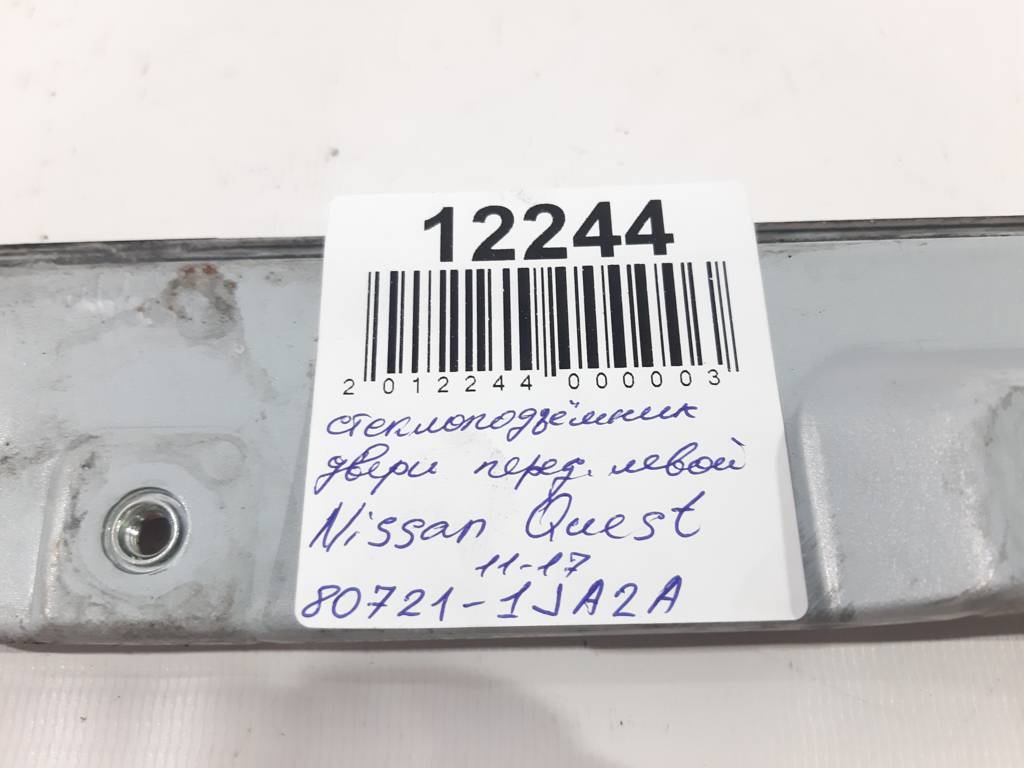 12244
2 012244 000003
стеклоподъёмник
двери перед. левой
Nissan Quest
11-17
80721-1JA2A